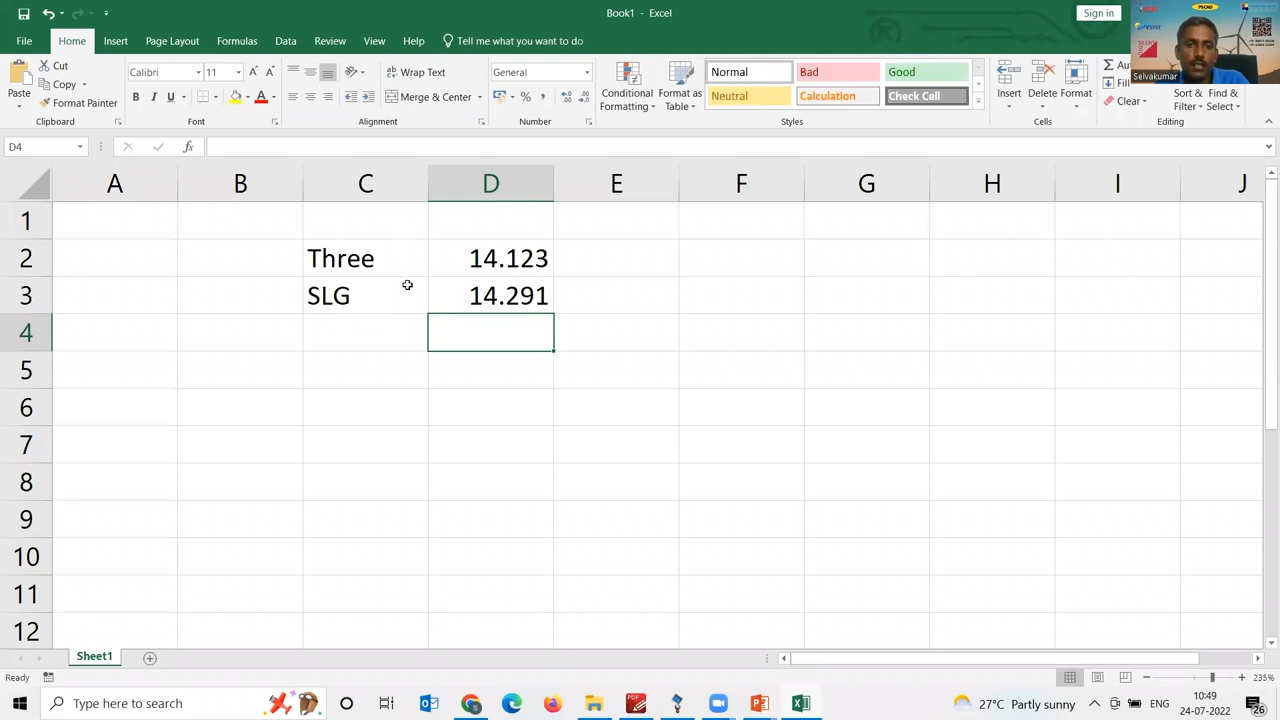 Book1 - Excel
Sign in
PSCAD
File Home Insert Page Layout Formulas Data Review View Help Tell me what you want to do
Selvakumar
Cut
Copy
Format Painter
Paste
Clipboard
Calibri 11
B I U
Font
Wrap Text
Merge & Center
Alignment
General
Number
Conditional Formatting
Format as Table
Normal Bad Good
Neutral Calculation Check Cell
Styles
Insert Delete Format
Cells
Fill
Clear
Sort & Filter
Find & Select
Editing
D4
fx
A B C D E F G H I J
1
2 Three 14.123
3 SLG 14.291
4
5
6
7
8
9
10
11
12
Sheet1
Ready
235%
Type here to search
27°C Partly sunny
ENG
10:49
24-07-2022
26